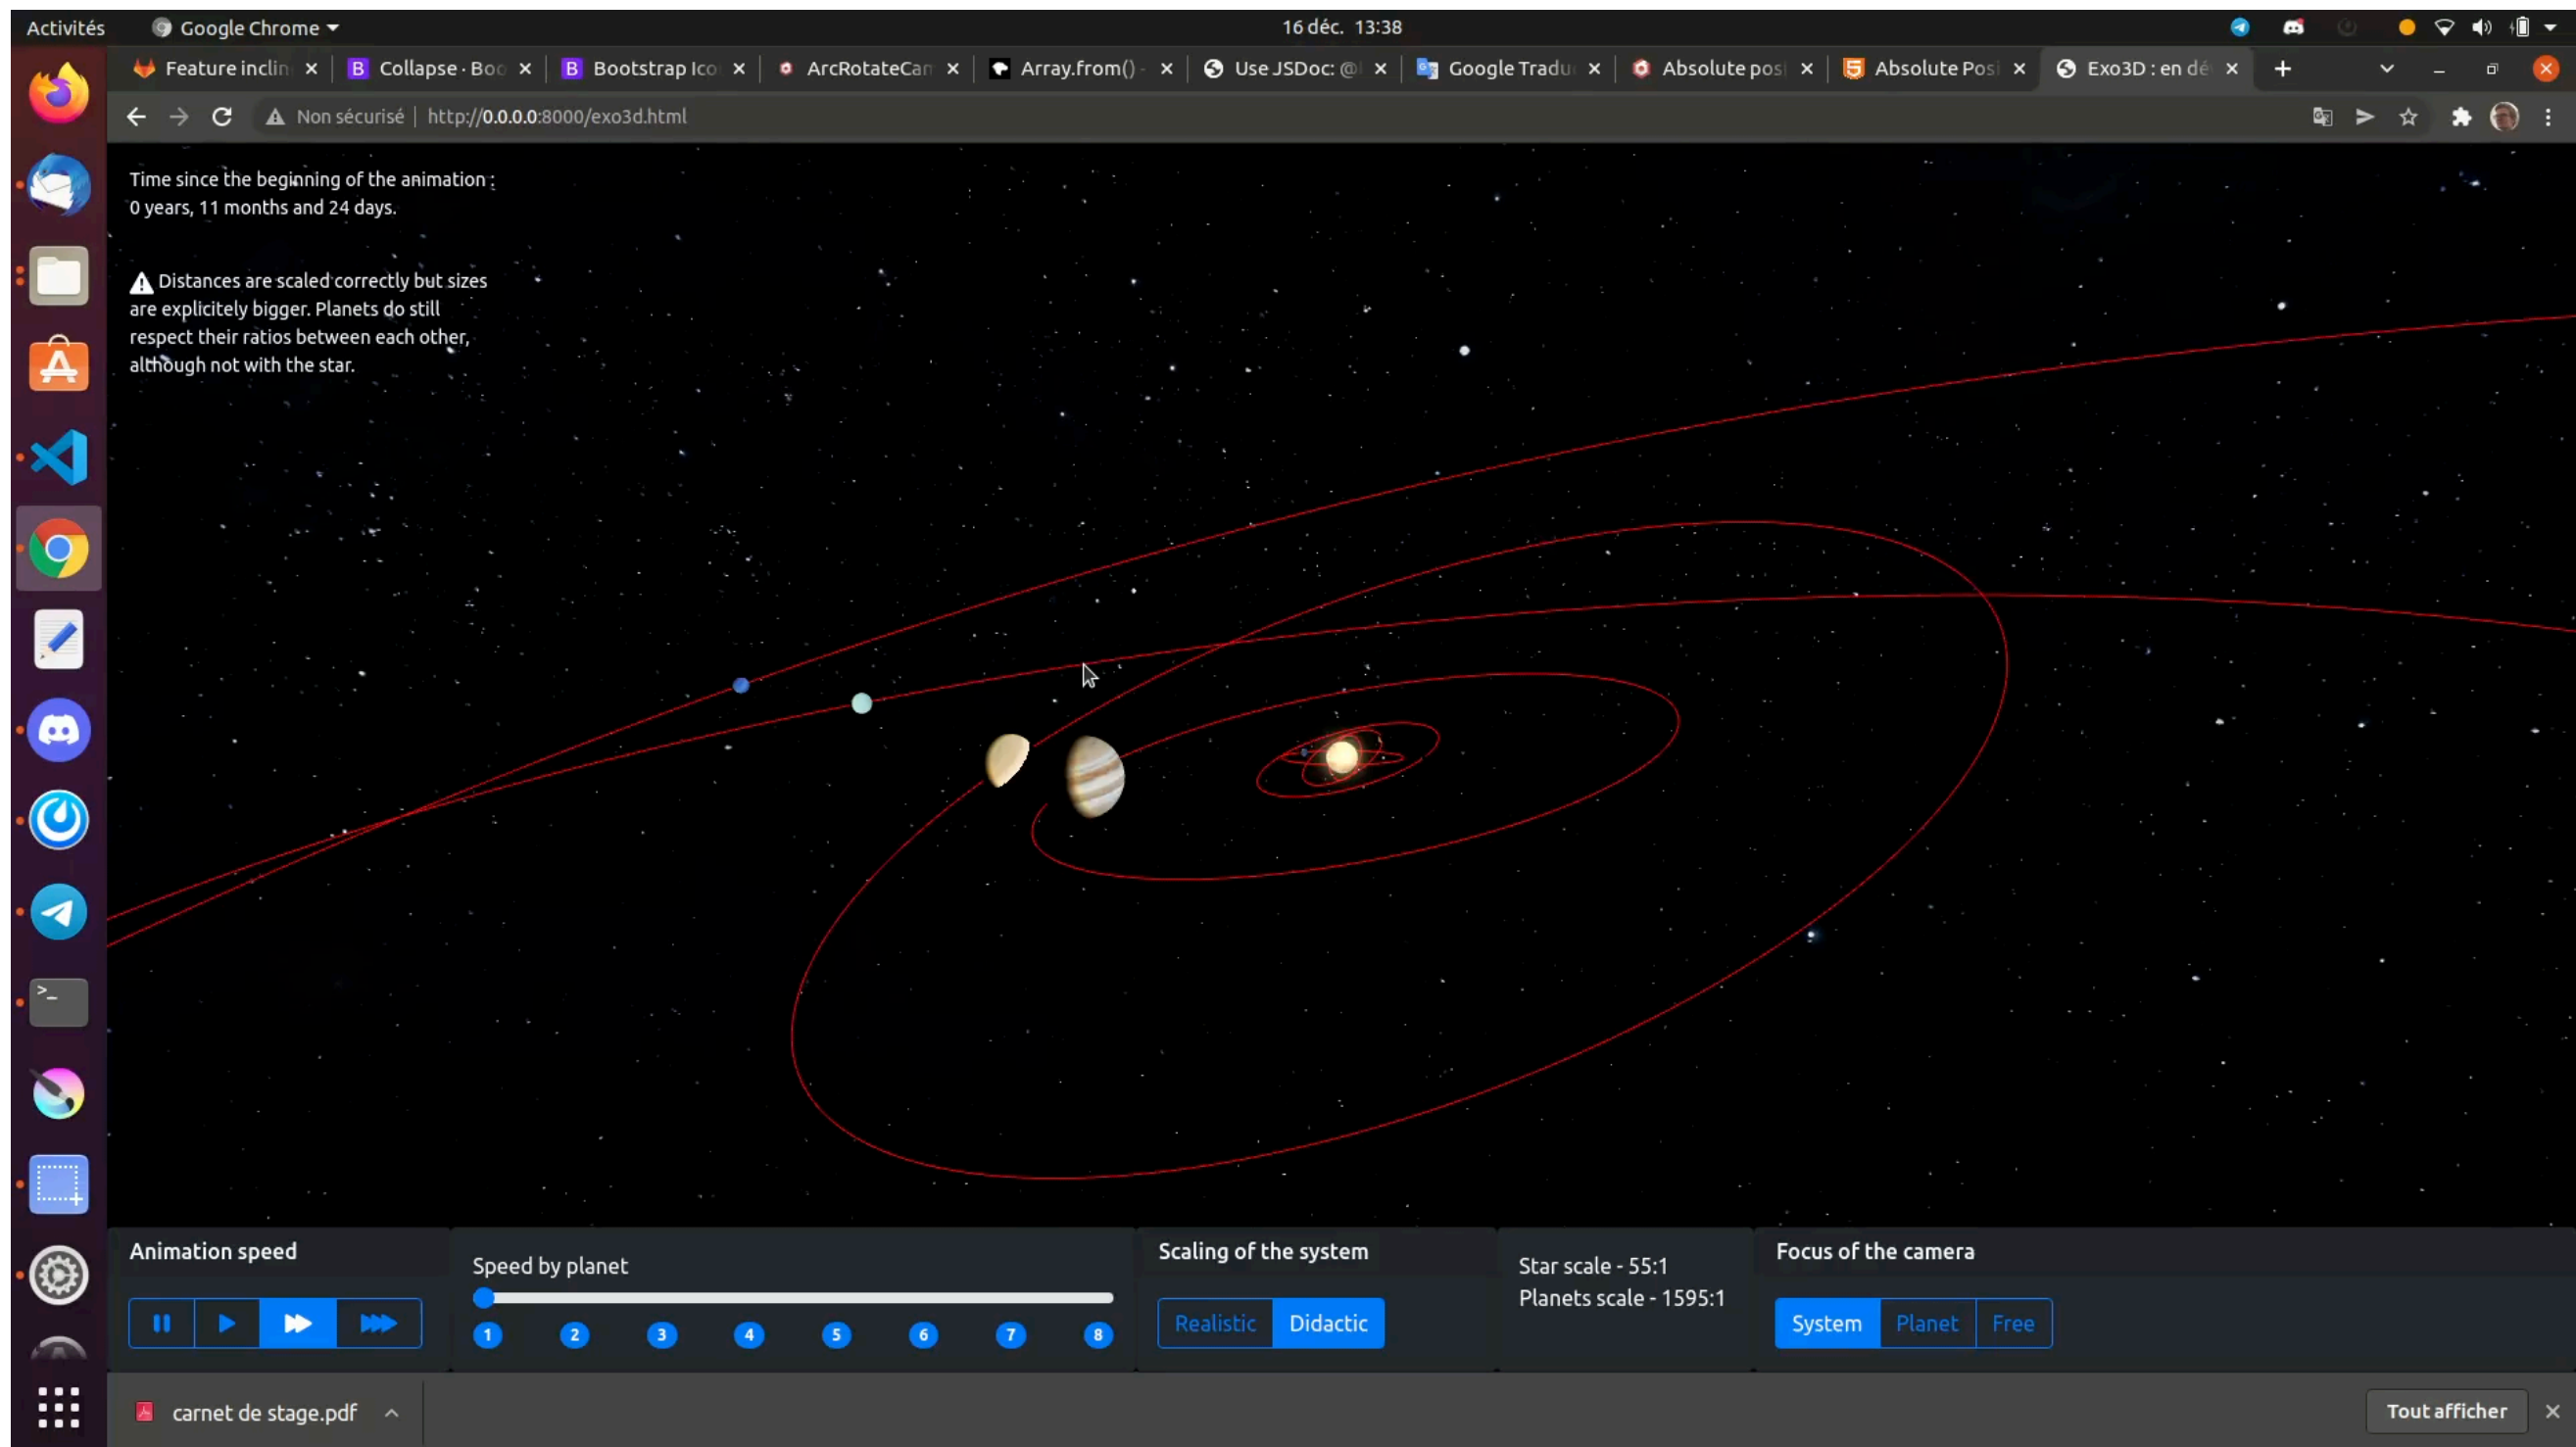 Activités
Google Chrome
16 déc. 13:38
Feature inclin
Collapse · Boo
Bootstrap Ico
ArcRotateCam
Array.from() -
Use JSDoc: @
Google Tradu
Absolute pos
Absolute Posi
Exo3D : en dé
Non sécurisé | http://0.0.0.0:8000/exo3d.html
Time since the beginning of the animation :
0 years, 11 months and 24 days.
Distances are scaled correctly but sizes
are explicitely bigger. Planets do still
respect their ratios between each other,
although not with the star.
Animation speed
Speed by planet
1 2 3 4 5 6 7 8
Scaling of the system
Realistic Didactic
Star scale - 55:1
Planets scale - 1595:1
Focus of the camera
System Planet Free
carnet de stage.pdf
Tout afficher